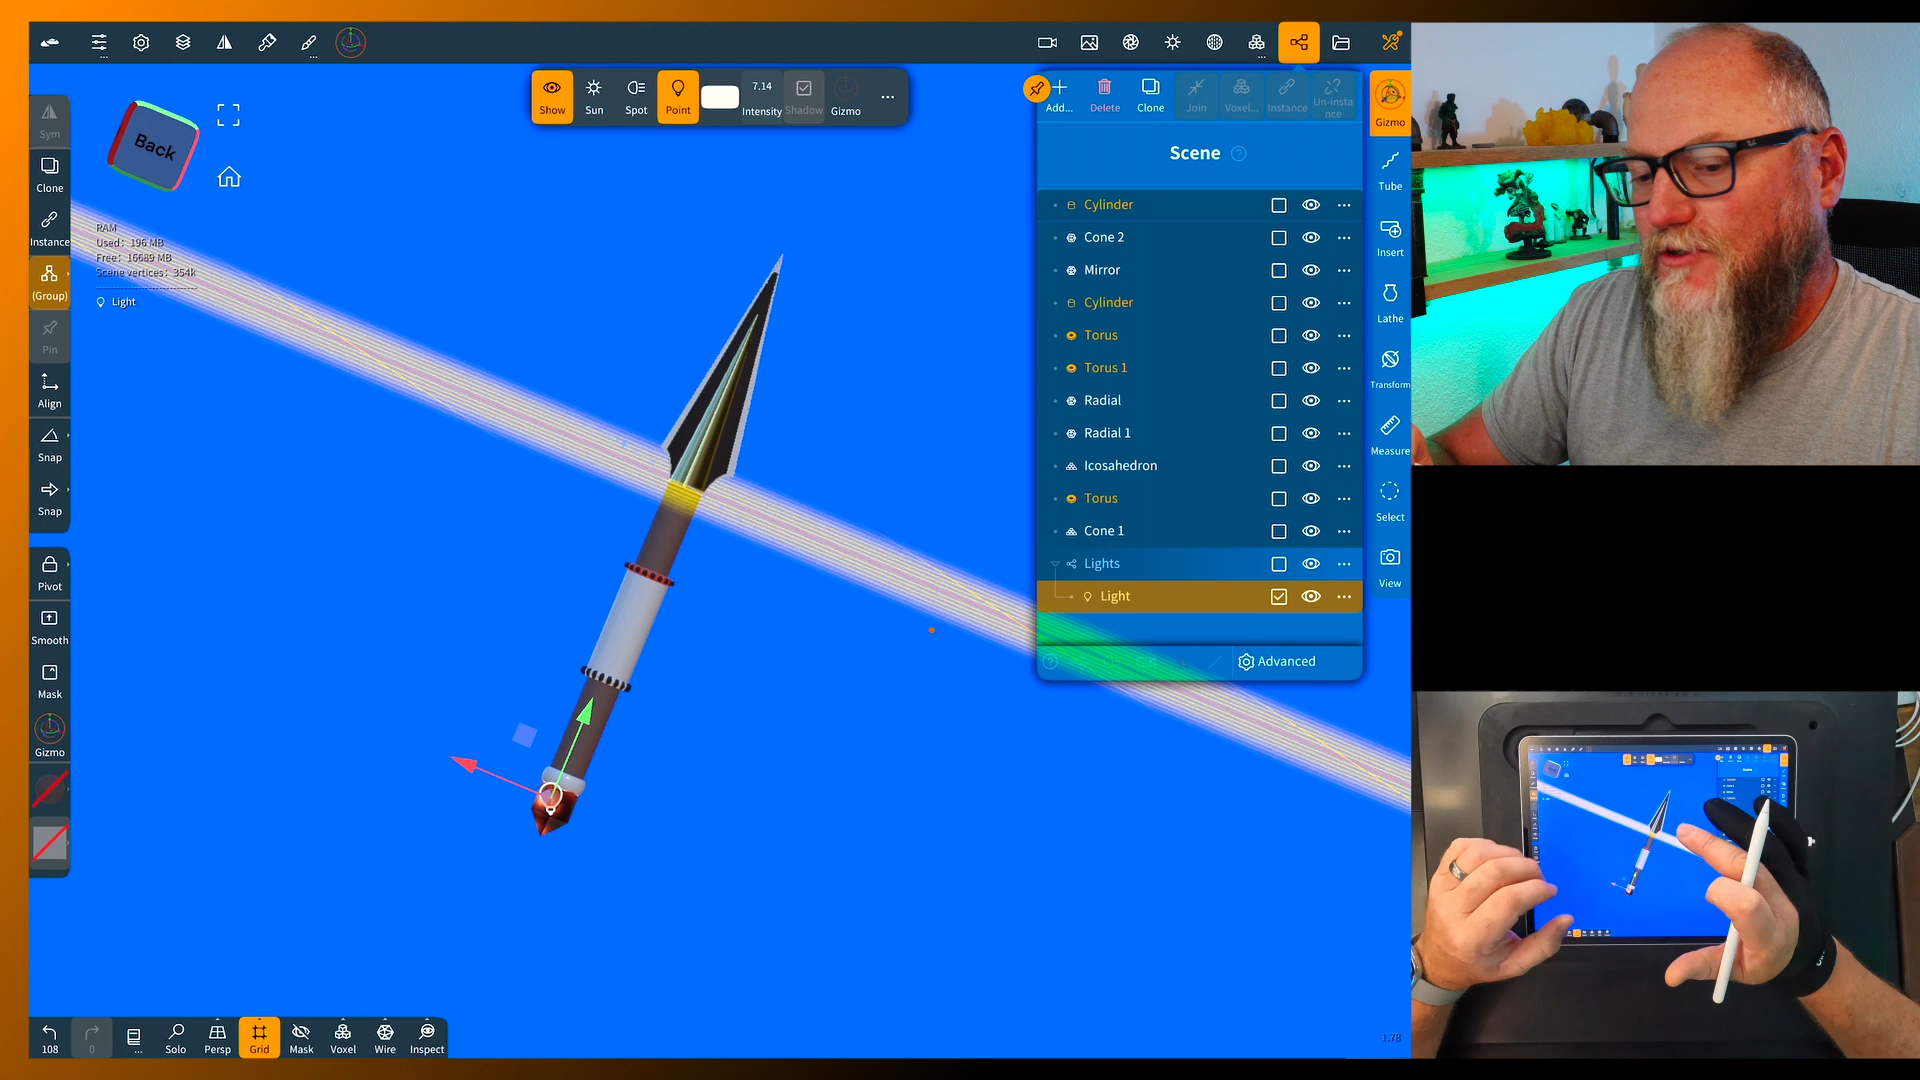 Show
Sun
Spot
Point
7.14
Intensity
Shadow
Gizmo
Back
Sym
Clone
Instance
(Group)
Pin
Align
Snap
Snap
Pivot
Smooth
Mask
Gizmo
RAM
Used: 196 MB
Free: 16689 MB
Scene vertices: 354k
Light
Add...
Delete
Clone
Join
Voxel...
Instance
Un-insta
nce
Scene
Cylinder
Cone 2
Mirror
Cylinder
Torus
Torus 1
Radial
Radial 1
Icosahedron
Torus
Cone 1
Lights
Light
Advanced
Gizmo
Tube
Insert
Lathe
Transform
Measure
Select
View
108
0
Solo
Persp
Grid
Mask
Voxel
Wire
Inspect
1.78